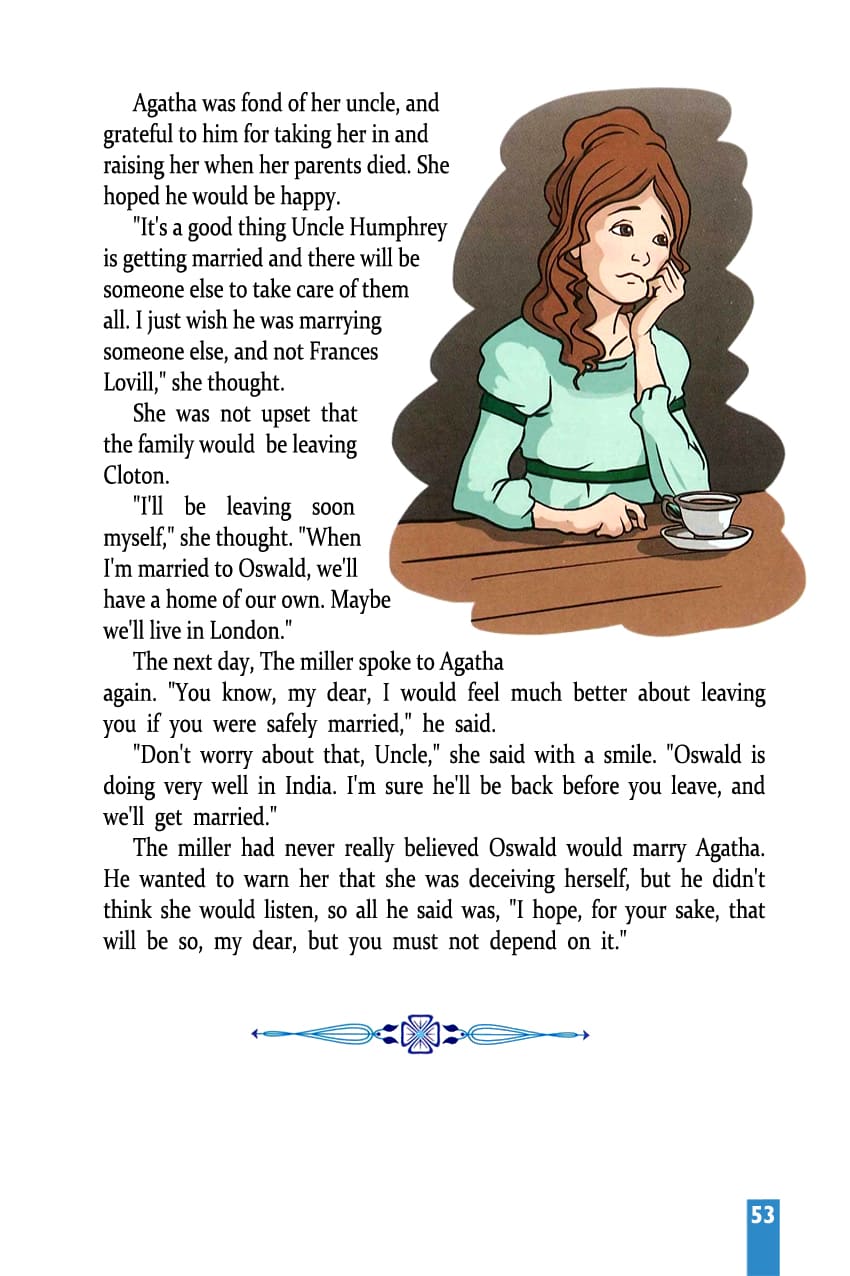 Agatha was fond of her uncle, and
grateful to him for taking her in and
raising her when her parents died. She
hoped he would be happy.
"It's a good thing Uncle Humphrey
is getting married and there will be
someone else to take care of them
all. I just wish he was marrying
someone else, and not Frances
Lovill," she thought.
She was not upset that
the family would be leaving
Cloton.
"I'll be leaving soon
myself," she thought. "When
I'm married to Oswald, we'll
have a home of our own. Maybe
we'll live in London."
The next day, The miller spoke to Agatha
again. "You know, my dear, I would feel much better about leaving
you if you were safely married," he said.
"Don't worry about that, Uncle," she said with a smile. "Oswald is
doing very well in India. I'm sure he'll be back before you leave, and
we'll get married."
The miller had never really believed Oswald would marry Agatha.
He wanted to warn her that she was deceiving herself, but he didn't
think she would listen, so all he said was, "I hope, for your sake, that
will be so, my dear, but you must not depend on it."
53